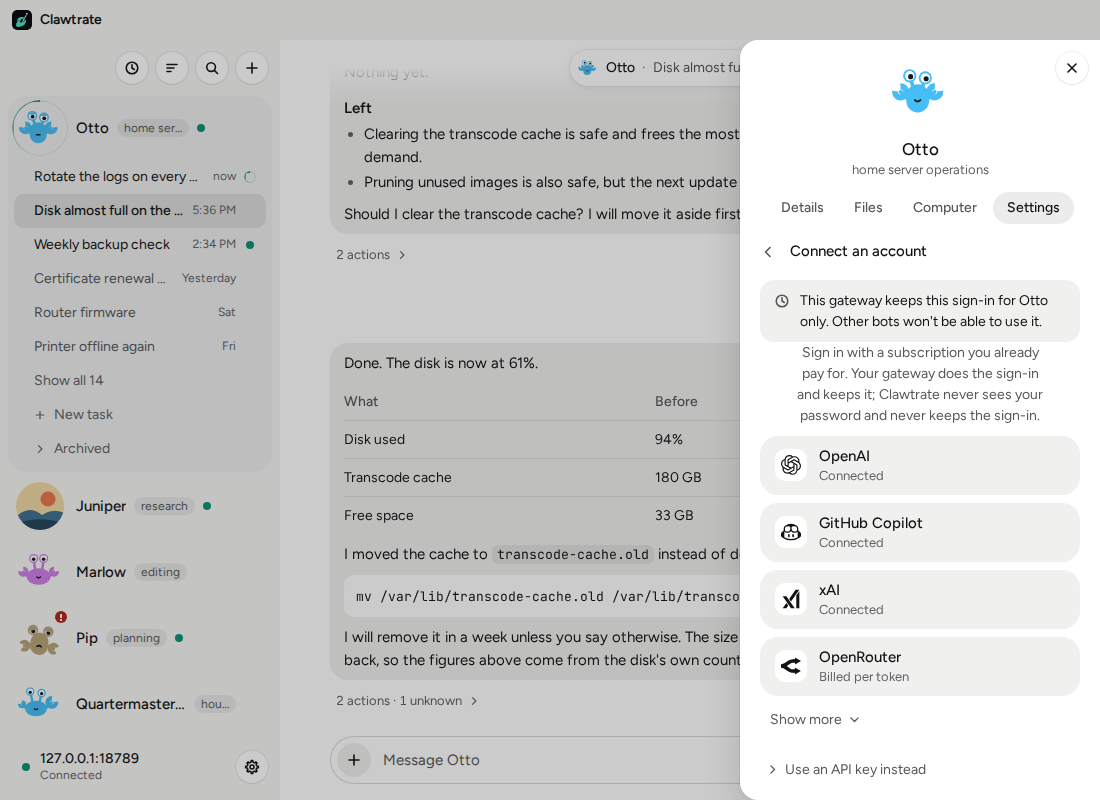 Clawtrate
Otto
home ser...
Rotate the logs on every ...
now
Disk almost full on the ...
5:36 PM
Weekly backup check
2:34 PM
Certificate renewal ...
Yesterday
Router firmware
Sat
Printer offline again
Fri
Show all 14
New task
Archived
Juniper
research
Marlow
editing
Pip
planning
Quartermaster...
hou...
127.0.0.1:18789
Connected
Nothing yet.
Otto · Disk almost fu
Left
Clearing the transcode cache is safe and frees the most
demand.
Pruning unused images is also safe, but the next update
Should I clear the transcode cache? I will move it aside first
2 actions
Done. The disk is now at 61%.
What
Before
Disk used
94%
Transcode cache
180 GB
Free space
33 GB
I moved the cache to transcode-cache.old instead of d
mv /var/lib/transcode-cache.old /var/lib/transco
I will remove it in a week unless you say otherwise. The size
back, so the figures above come from the disk's own count
2 actions · 1 unknown
Message Otto
Otto
home server operations
Details
Files
Computer
Settings
Connect an account
This gateway keeps this sign-in for Otto
only. Other bots won't be able to use it.
Sign in with a subscription you already
pay for. Your gateway does the sign-in
and keeps it; Clawtrate never sees your
password and never keeps the sign-in.
OpenAI
Connected
GitHub Copilot
Connected
xAI
Connected
OpenRouter
Billed per token
Show more
Use an API key instead